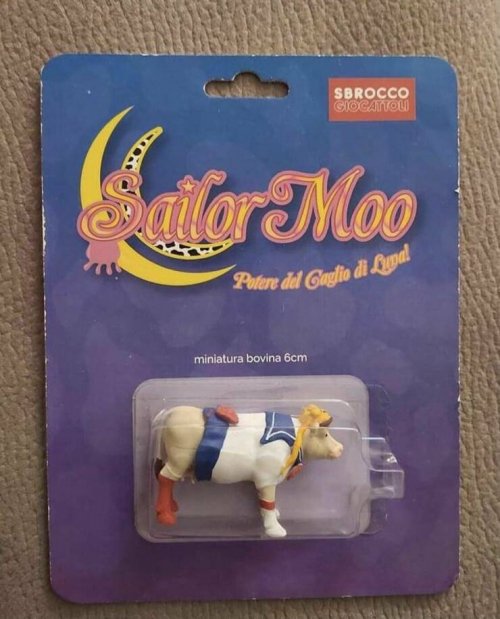 SBROCCO
GIOCATTOLI
Sailor Moo
Potere del Caglio di Luna!
miniatura bovina 6cm